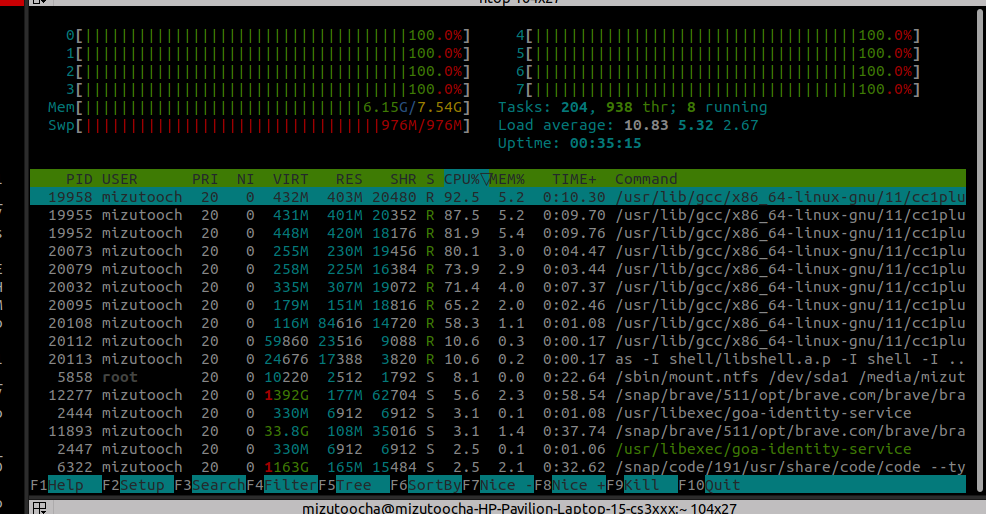 htop 104x27
0[||||||||||||||||||||||||||||||||||||100.0%] 4[||||||||||||||||||||||||||||||||||||100.0%]
1[||||||||||||||||||||||||||||||||||||100.0%] 5[||||||||||||||||||||||||||||||||||||100.0%]
2[||||||||||||||||||||||||||||||||||||100.0%] 6[||||||||||||||||||||||||||||||||||||100.0%]
3[||||||||||||||||||||||||||||||||||||100.0%] 7[||||||||||||||||||||||||||||||||||||100.0%]
Mem[|||||||||||||||||||||||||||||||6.15G/7.54G] Tasks: 204, 938 thr; 8 running
Swp[|||||||||||||||||||||||||||||||||976M/976M] Load average: 10.83 5.32 2.67
Uptime: 00:35:15
PID USER PRI NI VIRT RES SHR S CPU%▽MEM% TIME+ Command
19958 mizutooch 20 0 432M 403M 20480 R 92.5 5.2 0:10.30 /usr/lib/gcc/x86_64-linux-gnu/11/cc1plu
19955 mizutooch 20 0 431M 401M 20352 R 87.5 5.2 0:09.70 /usr/lib/gcc/x86_64-linux-gnu/11/cc1plu
19952 mizutooch 20 0 448M 420M 18176 R 81.9 5.4 0:09.76 /usr/lib/gcc/x86_64-linux-gnu/11/cc1plu
20073 mizutooch 20 0 255M 230M 19456 R 80.1 3.0 0:04.47 /usr/lib/gcc/x86_64-linux-gnu/11/cc1plu
20079 mizutooch 20 0 258M 225M 16384 R 73.9 2.9 0:03.44 /usr/lib/gcc/x86_64-linux-gnu/11/cc1plu
20032 mizutooch 20 0 335M 307M 19072 R 71.4 4.0 0:07.37 /usr/lib/gcc/x86_64-linux-gnu/11/cc1plu
20095 mizutooch 20 0 179M 151M 18816 R 65.2 2.0 0:02.46 /usr/lib/gcc/x86_64-linux-gnu/11/cc1plu
20108 mizutooch 20 0 116M 84616 14720 R 58.3 1.1 0:01.08 /usr/lib/gcc/x86_64-linux-gnu/11/cc1plu
20112 mizutooch 20 0 59860 23516 9088 R 10.6 0.3 0:00.17 /usr/lib/gcc/x86_64-linux-gnu/11/cc1plu
20113 mizutooch 20 0 24676 17388 3820 R 10.6 0.2 0:00.17 as -I shell/libshell.a.p -I shell -I ..
5858 root 20 0 10220 2512 1792 S 8.1 0.0 0:22.64 /sbin/mount.ntfs /dev/sda1 /media/mizut
12277 mizutooch 20 0 1392G 177M 62704 S 5.6 2.3 0:58.54 /snap/brave/511/opt/brave.com/brave/bra
2444 mizutooch 20 0 330M 6912 6912 S 3.1 0.1 0:01.08 /usr/libexec/goa-identity-service
11893 mizutooch 20 0 33.8G 108M 35016 S 3.1 1.4 0:37.74 /snap/brave/511/opt/brave.com/brave/bra
2447 mizutooch 20 0 330M 6912 6912 S 2.5 0.1 0:01.06 /usr/libexec/goa-identity-service
6322 mizutooch 20 0 1163G 165M 15484 S 2.5 2.1 0:32.62 /snap/code/191/usr/share/code/code --ty
F1Help F2Setup F3SearchF4FilterF5Tree F6SortByF7Nice -F8Nice +F9Kill F10Quit
mizutoocha@mizutoocha-HP-Pavilion-Laptop-15-cs3xxx:~ 104x27